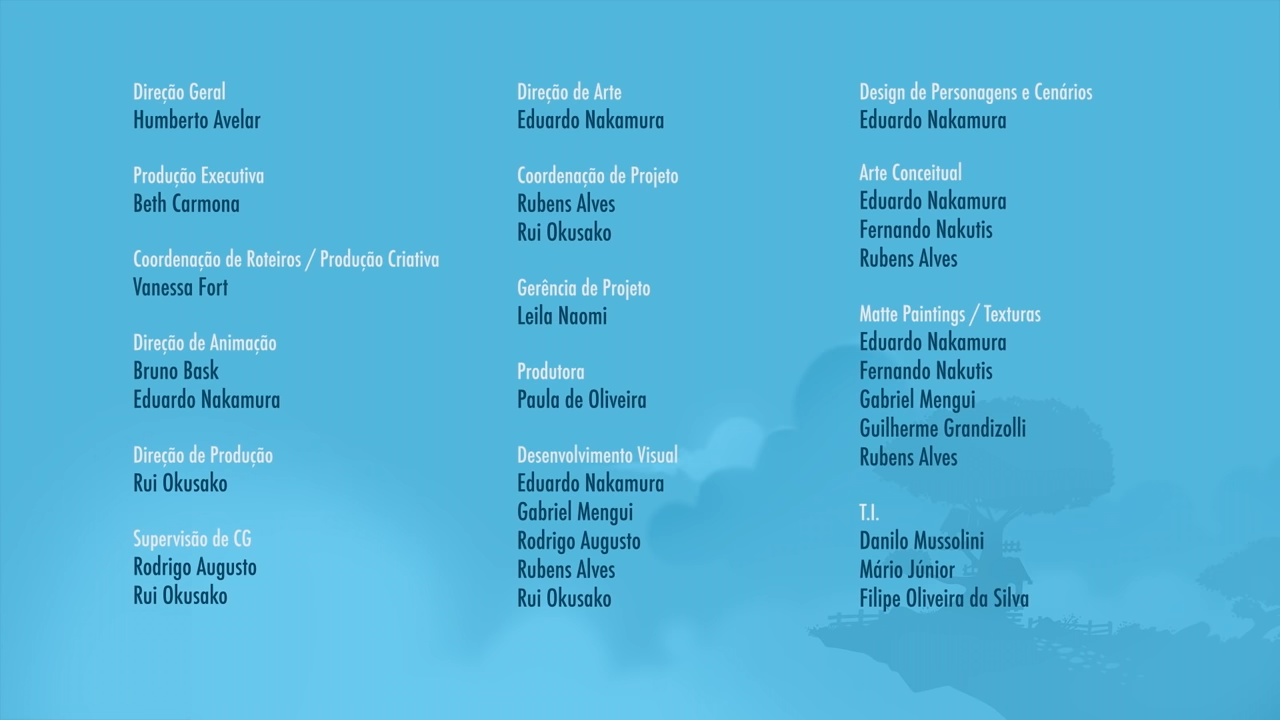 Direção Geral
Humberto Avelar
Produção Executiva
Beth Carmona
Coordenação de Roteiros / Produção Criativa
Vanessa Fort
Direção de Animação
Bruno Bask
Eduardo Nakamura
Direção de Produção
Rui Okusako
Supervisão de CG
Rodrigo Augusto
Rui Okusako
Direção de Arte
Eduardo Nakamura
Coordenação de Projeto
Rubens Alves
Rui Okusako
Gerência de Projeto
Leila Naomi
Produtora
Paula de Oliveira
Desenvolvimento Visual
Eduardo Nakamura
Gabriel Mengui
Rodrigo Augusto
Rubens Alves
Rui Okusako
Design de Personagens e Cenários
Eduardo Nakamura
Arte Conceitual
Eduardo Nakamura
Fernando Nakutis
Rubens Alves
Matte Paintings / Texturas
Eduardo Nakamura
Fernando Nakutis
Gabriel Mengui
Guilherme Grandizolli
Rubens Alves
T.I.
Danilo Mussolini
Mário Júnior
Filipe Oliveira da Silva